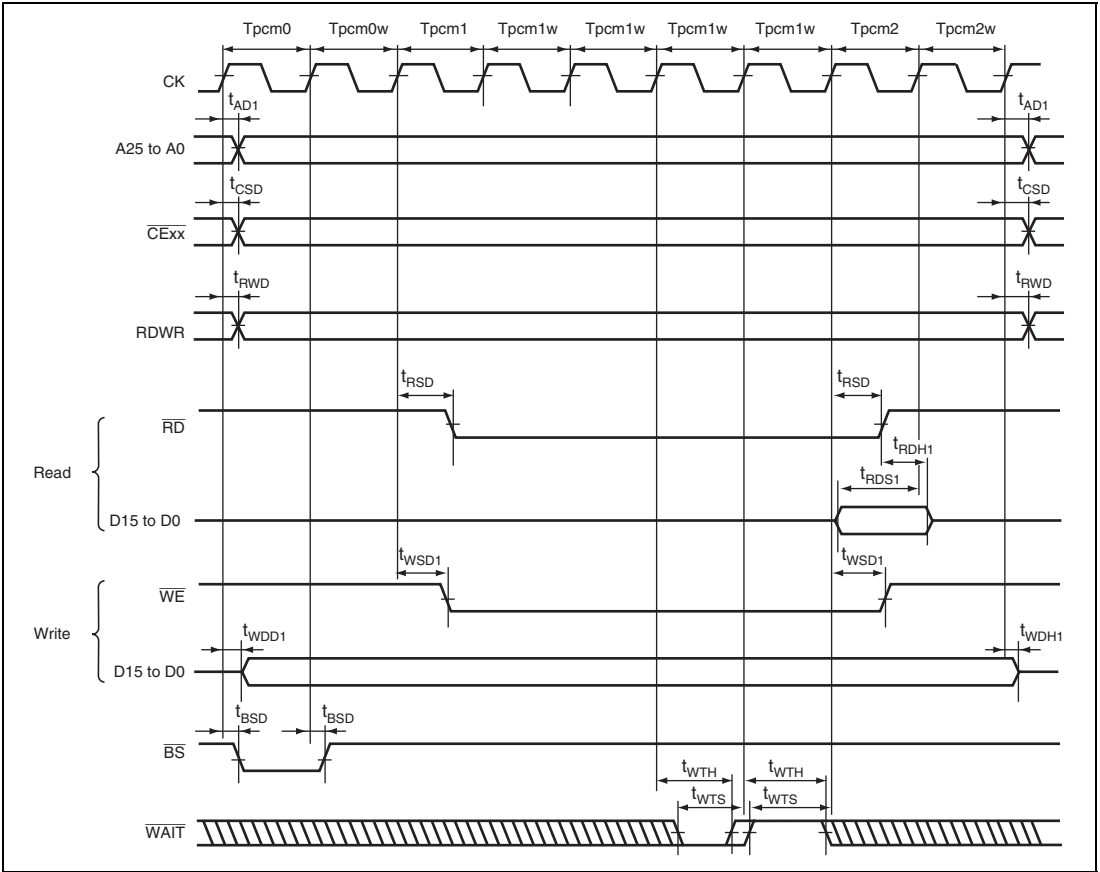 Tpcm0 Tpcm0w Tpcm1 Tpcm1w Tpcm1w Tpcm1w Tpcm1w Tpcm2 Tpcm2w
CK
tAD1 tAD1
A25 to A0
tCSD tCSD
CExx
tRWD tRWD
RDWR
tRSD tRSD
RD
tRDH1
Read
tRDS1
D15 to D0
tWSD1 tWSD1
WE
Write
tWDD1 tWDH1
D15 to D0
tBSD tBSD
BS
tWTH tWTH
tWTS tWTS
WAIT